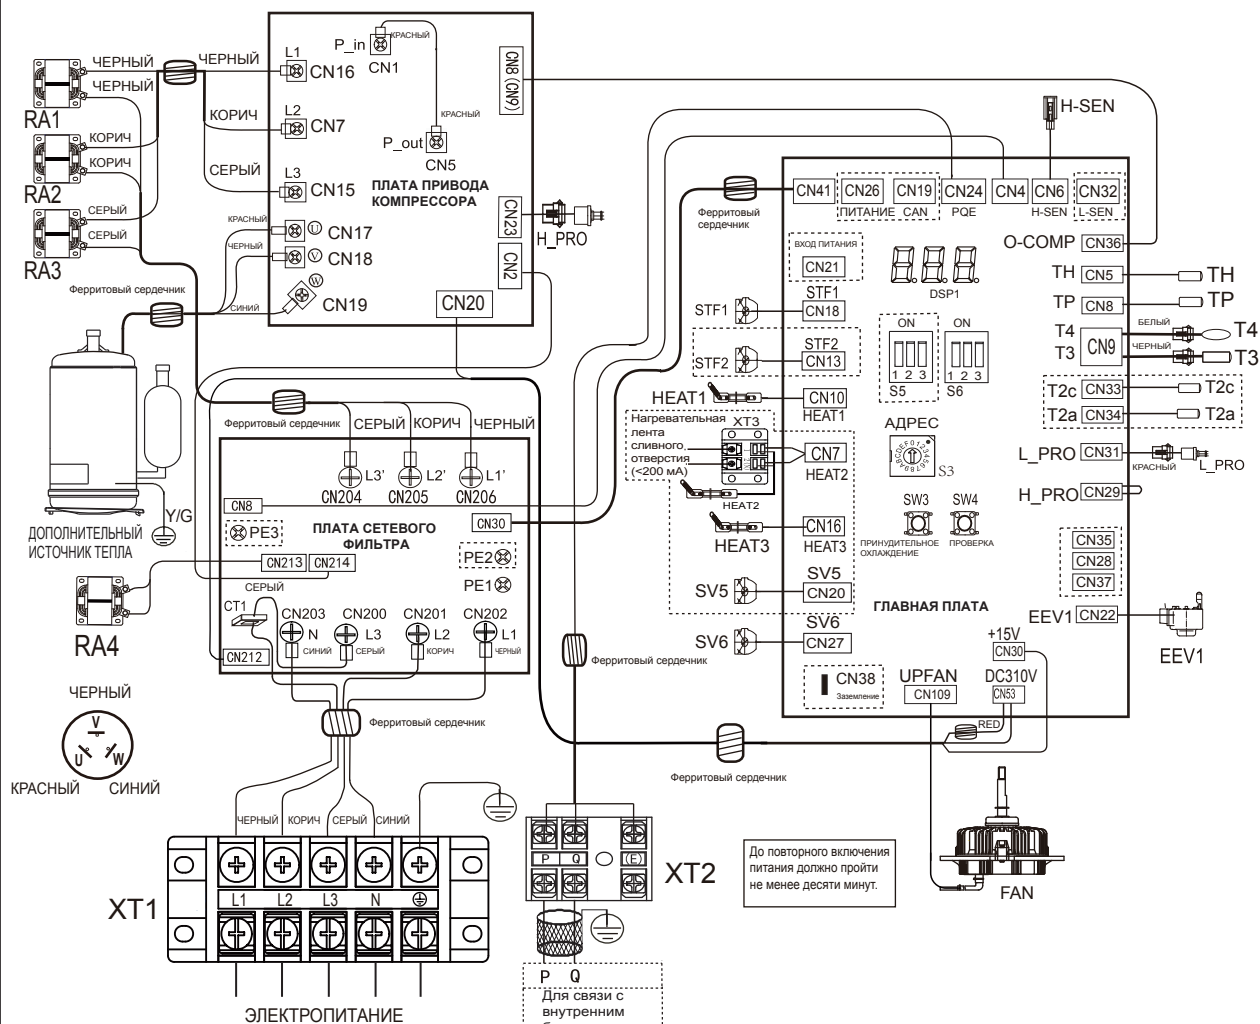 P_in
КРАСНЫЙ
CN1
L1
CN16
ЧЕРНЫЙ
ЧЕРНЫЙ
ЧЕРНЫЙ
RA1
КОРИЧ
L2
CN7
КОРИЧ
КОРИЧ
RA2
СЕРЫЙ
L3
CN15
СЕРЫЙ
СЕРЫЙ
RA3
P_out
CN5
КРАСНЫЙ
ПЛАТА ПРИВОДА
КОМПРЕССОРА
CN8 (CN9)
CN23
H_PRO
CN2
CN20
КРАСНЫЙ
U
CN17
ЧЕРНЫЙ
V
CN18
W
CN19
СИНИЙ
Ферритовый сердечник
H-SEN
Ферритовый
сердечник
CN41
CN26
CN19
CN24
CN4
CN6
CN32
ПИТАНИЕ
CAN
PQE
H-SEN
L-SEN
O-COMP
CN36
ВХОД ПИТАНИЯ
CN21
DSP1
TH
CN5
TH
TP
CN8
TP
STF1
STF1
CN18
STF2
STF2
CN13
ON
1 2 3
S5
ON
1 2 3
S6
T4
T3
CN9
БЕЛЫЙ
ЧЕРНЫЙ
T4
T3
CN33
T2c
T2c
CN34
T2a
T2a
HEAT1
CN10
HEAT1
Нагревательная
лента
сливного
отверстия
(<200 мА)
XT3
CN7
HEAT2
HEAT2
АДРЕС
S3
L_PRO
CN31
КРАСНЫЙ
L_PRO
H_PRO
CN29
HEAT3
CN16
HEAT3
SW3
SW4
ПРИНУДИТЕЛЬНОЕ
ОХЛАЖДЕНИЕ
ПРОВЕРКА
CN35
CN28
CN37
SV5
SV5
CN20
ГЛАВНАЯ ПЛАТА
EEV1
CN22
EEV1
SV6
SV6
CN27
+15V
CN30
CN38
Заземление
UPFAN
CN109
DC310V
CN53
RED
Ферритовый сердечник
СЕРЫЙ
КОРИЧ
ЧЕРНЫЙ
L3'
CN204
L2'
CN205
L1'
CN206
CN8
CN30
PE3
ПЛАТА СЕТЕВОГО
ФИЛЬТРА
PE2
PE1
CN213
CN214
Y/G
ДОПОЛНИТЕЛЬНЫЙ
ИСТОЧНИК ТЕПЛА
RA4
СЕРЫЙ
CT1
CN203
N
СИНИЙ
CN200
L3
СЕРЫЙ
CN201
L2
КОРИЧ
CN202
L1
ЧЕРНЫЙ
CN212
Ферритовый сердечник
Ферритовый сердечник
Ферритовый сердечник
ЧЕРНЫЙ
V
U
W
КРАСНЫЙ
СИНИЙ
ЧЕРНЫЙ
КОРИЧ
СЕРЫЙ
СИНИЙ
XT1
L1
L2
L3
N
ЭЛЕКТРОПИТАНИЕ
P
Q
(E)
XT2
P Q
Для связи с
внутренним
До повторного включения
питания должно пройти
не менее десяти минут.
FAN